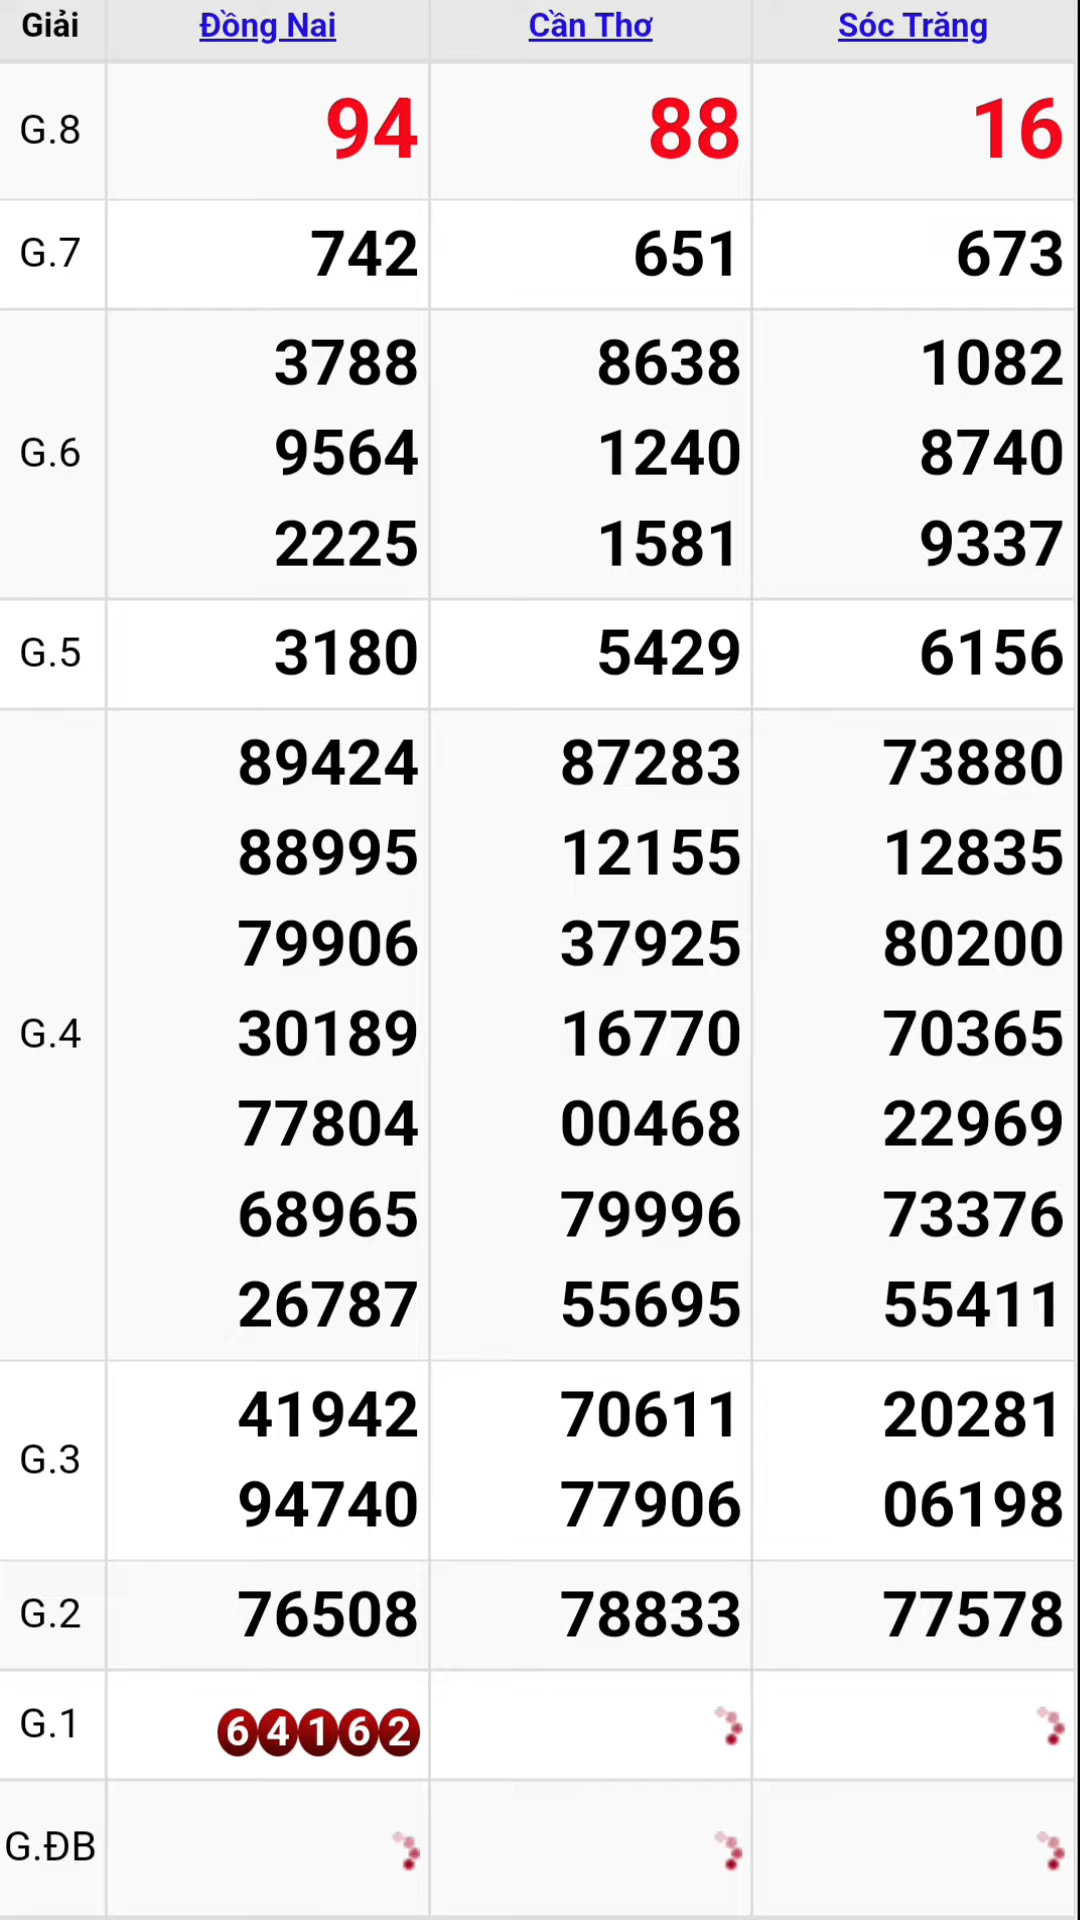 Giải Đồng Nai Cần Thơ Sóc Trăng
G.8 94 88 16
G.7 742 651 673
3788 8638 1082
G.6 9564 1240 8740
2225 1581 9337
G.5 3180 5429 6156
89424 87283 73880
88995 12155 12835
79906 37925 80200
G.4 30189 16770 70365
77804 00468 22969
68965 79996 73376
26787 55695 55411
41942 70611 20281
G.3
94740 77906 06198
G.2 76508 78833 77578
G.1 64162
G.ĐB